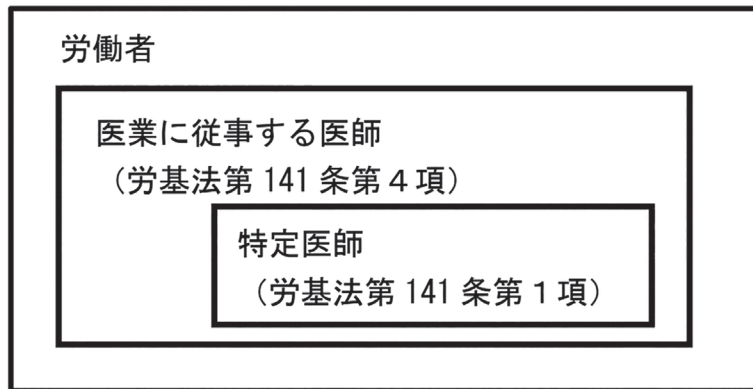 労働者
医業に従事する医師
（労基法第 141 条第４項）
特定医師
（労基法第 141 条第１項）